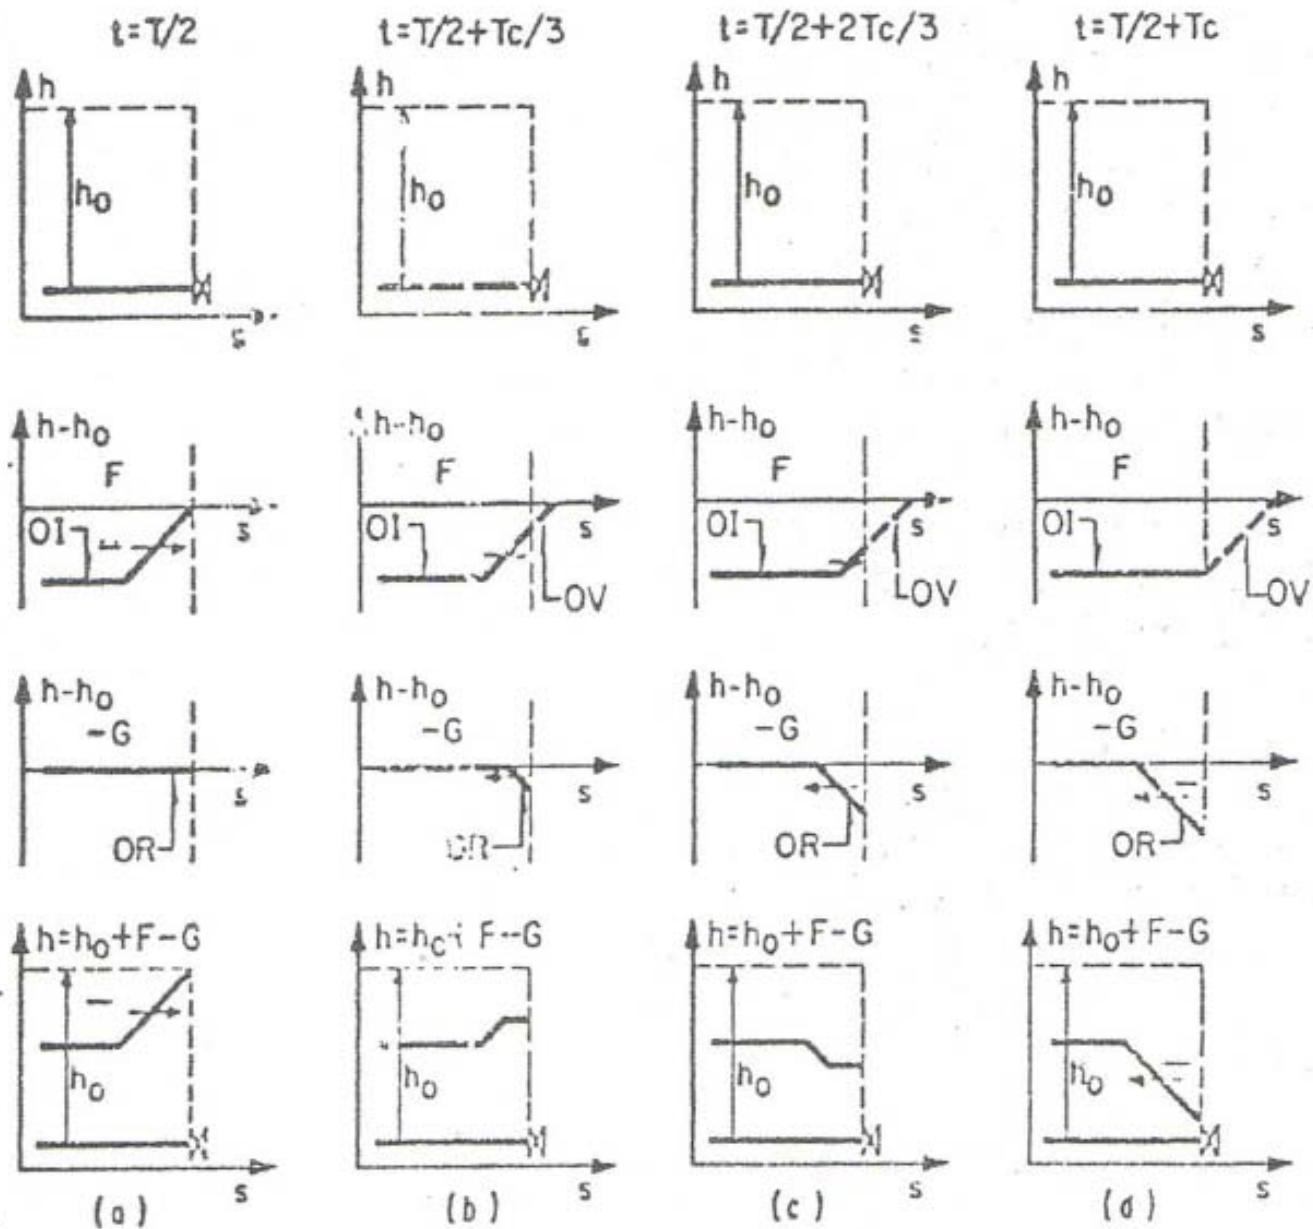 t=T/2 t=T/2+Tc/3 t=T/2+2Tc/3 t=T/2+Tc
h h h h
h₀ h₀ h₀ h₀
s s s s
h-h₀ h-h₀ h-h₀ h-h₀
F F F F
OI s OI s OI s OI s
OV OV OV
h-h₀ h-h₀ h-h₀ h-h₀
-G -G -G -G
s s s s
OR OR OR OR
h=h₀+F-G h=h₀+F-G h=h₀+F-G h=h₀+F-G
h₀ h₀ h₀ h₀
s s s s
(a) (b) (c) (d)